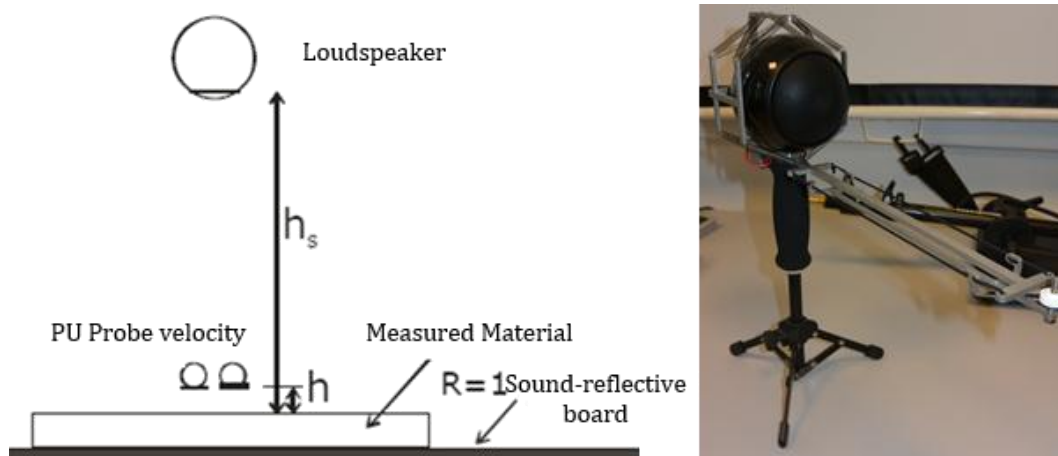 Loudspeaker
hs
PU Probe velocity
Measured Material
h
R=1
Sound-reflective
board